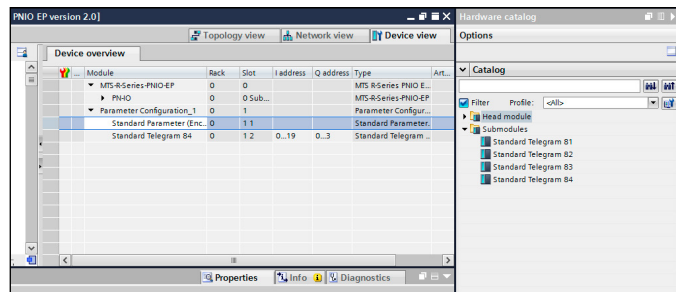 PNIO EP version 2.0]
Hardware catalog
Topology view Network view Device view
Options
Device overview
... Module Rack Slot I address Q address Type Art...
MTS-R-Series-PNIO-EP 0 0 MTS R-Series PNIO E...
PN-IO 0 0 Sub... MTS-R-Series-PNIO-EP
Parameter Configuration_1 0 1 Parameter Configur...
Standard Parameter (Enc... 0 1 1 Standard Parameter...
Standard Telegram 84 0 1 2 0...19 0...3 Standard Telegram ...
Catalog
Filter Profile: <All>
Head module
Submodules
Standard Telegram 81
Standard Telegram 82
Standard Telegram 83
Standard Telegram 84
Properties Info Diagnostics